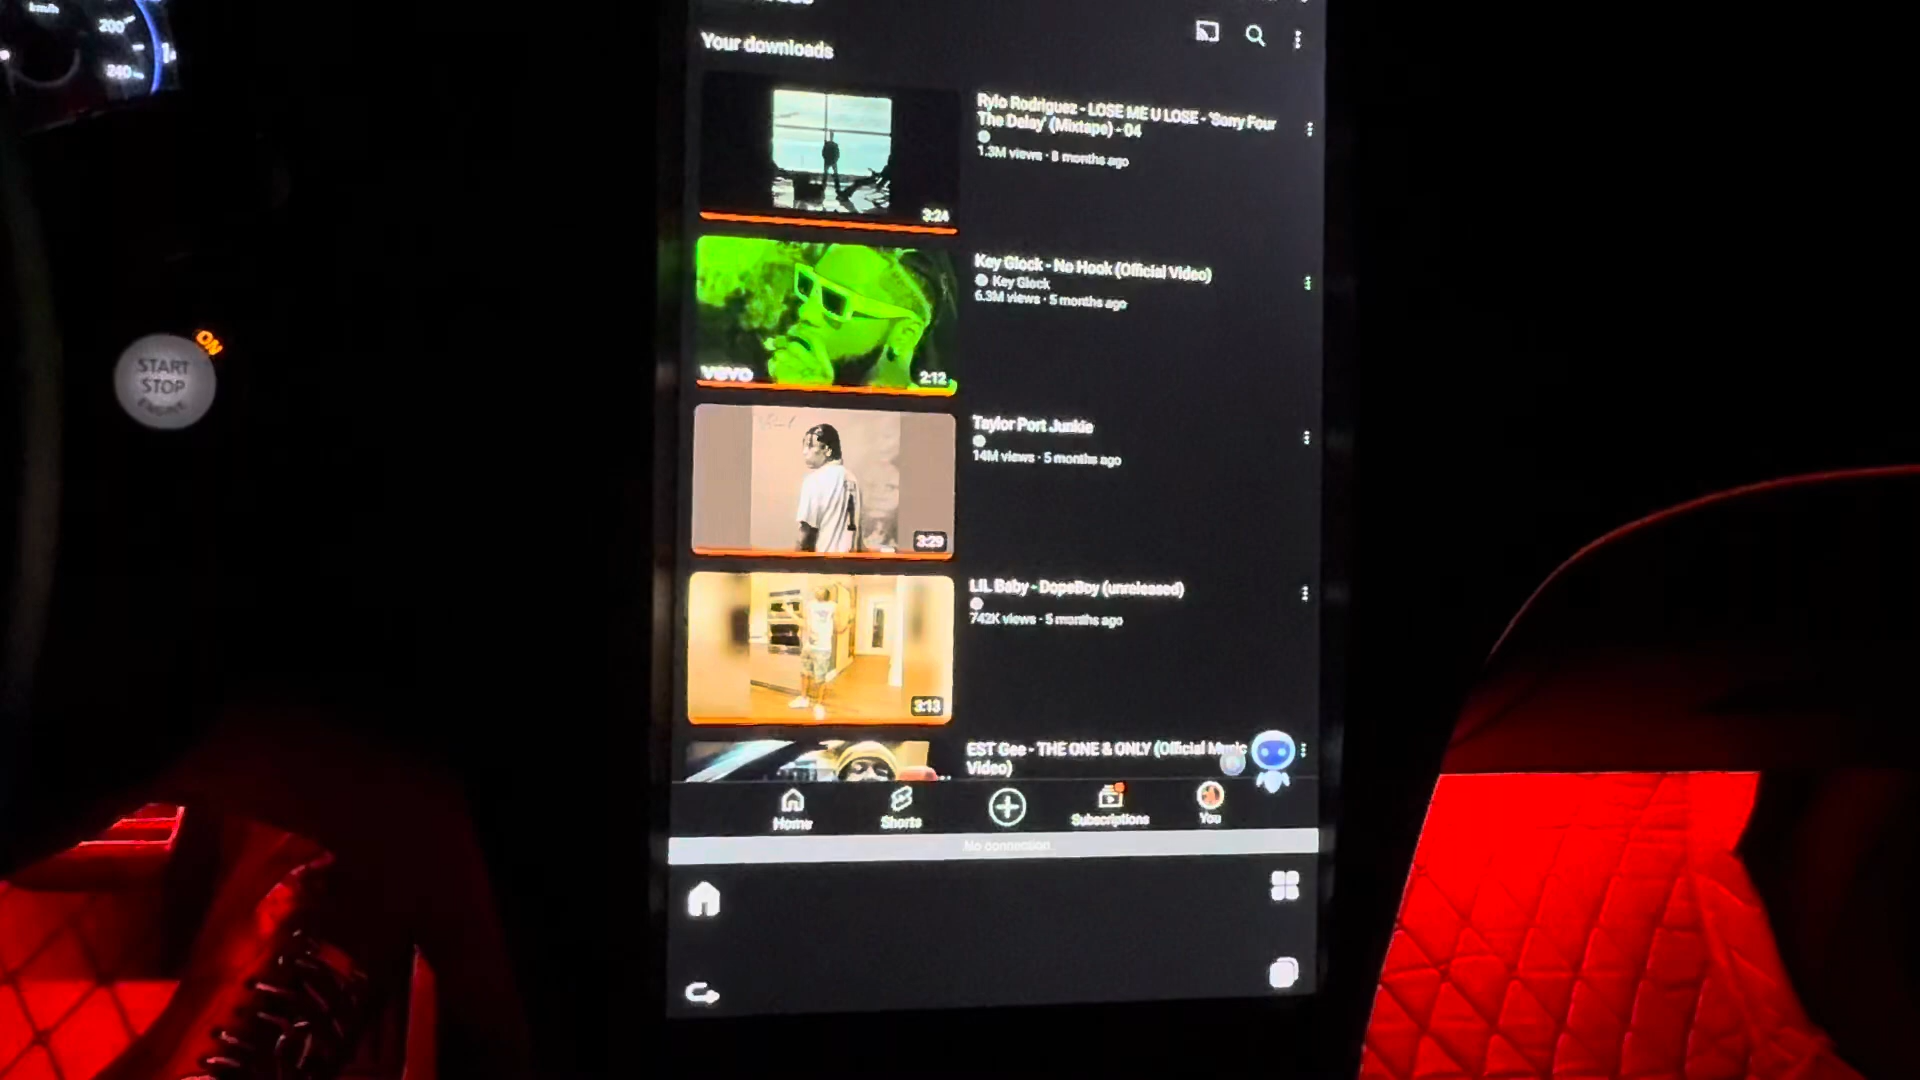 km/h
200
240
Your downloads
Rylo Rodriguez - LOSE ME U LOSE - 'Sorry Four
The Delay' (Mixtape) - 04
1.3M views · 8 months ago
3:24
Key Glock - No Hook (Official Video)
Key Glock
6.3M views · 5 months ago
vevo
2:12
ON
START
STOP
ENGINE
Taylor Port Junkie
14M views · 5 months ago
3:29
LIL Baby - DopeBoy (unreleased)
742K views · 5 months ago
3:13
EST Gee - THE ONE & ONLY (Official Music
Video)
Home
Shorts
Subscriptions
You
No connection